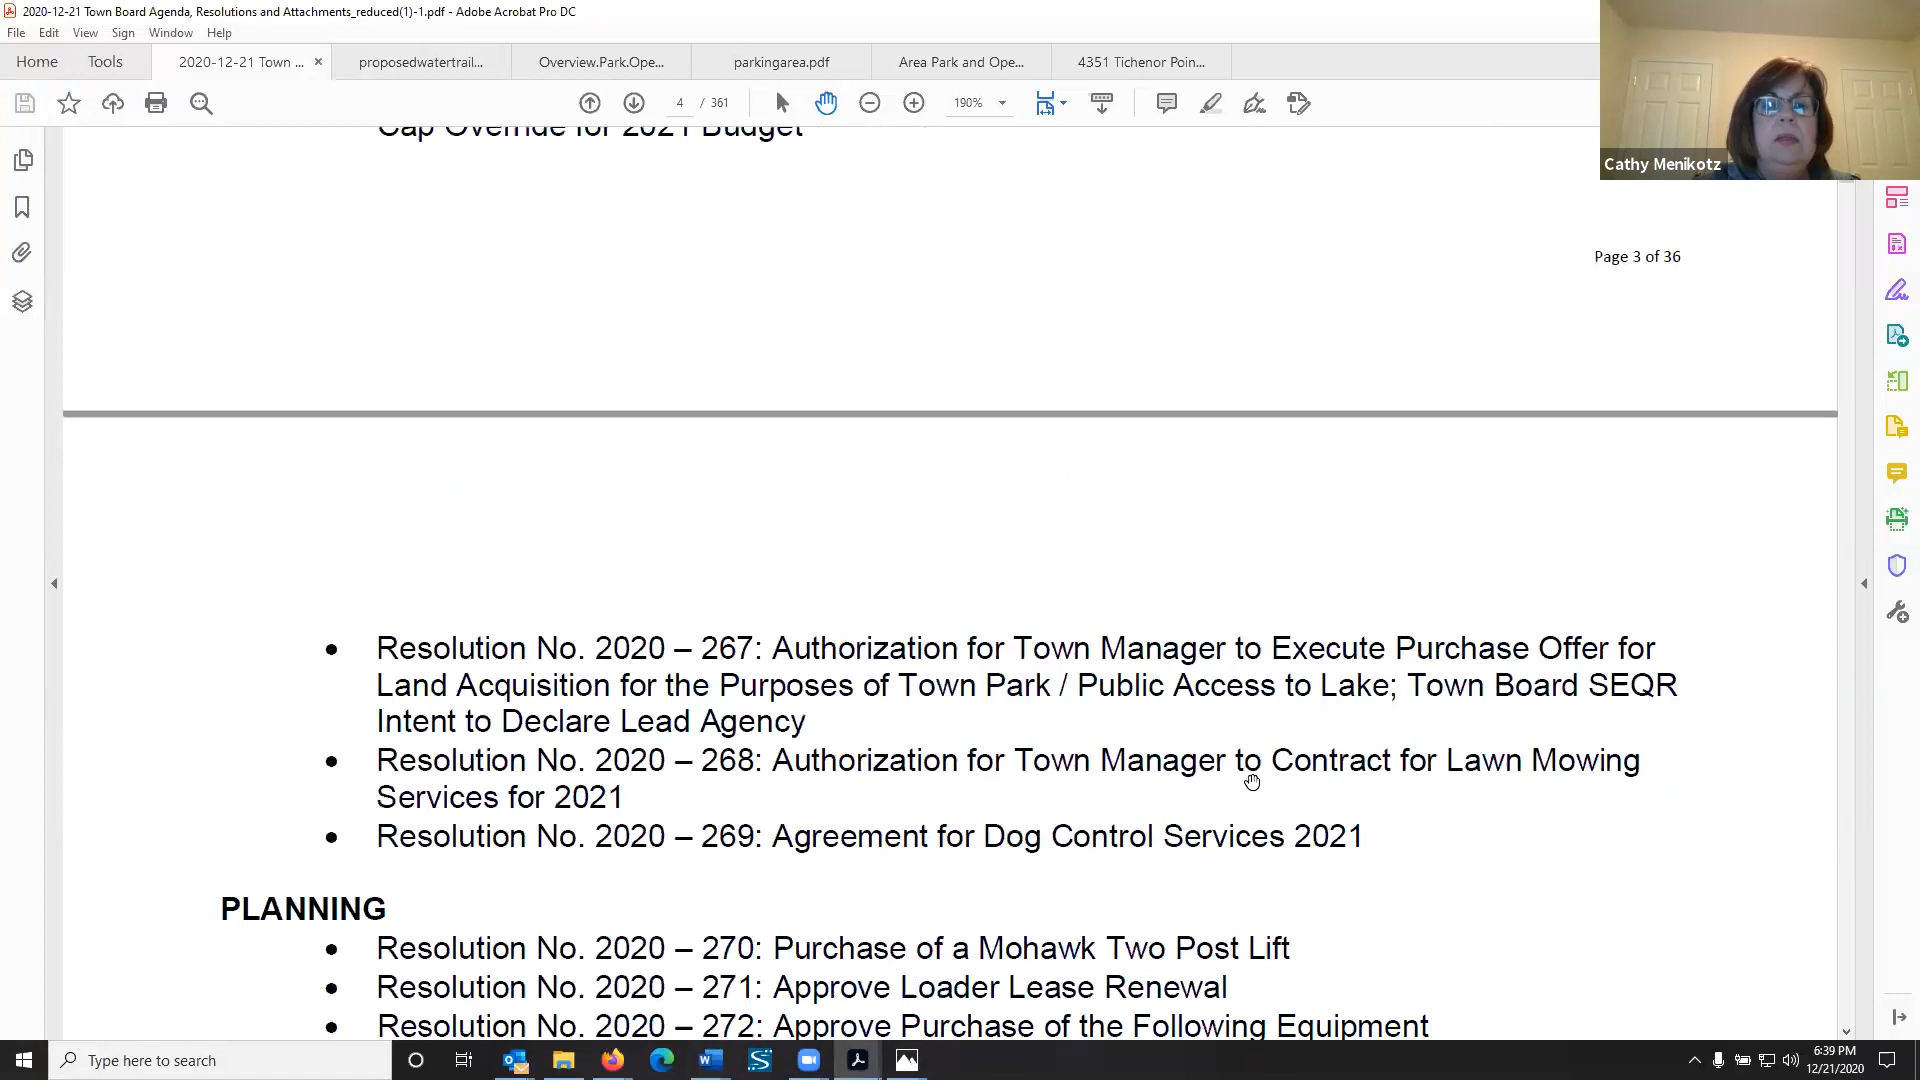 2020-12-21 Town Board Agenda, Resolutions and Attachments_reduced(1)-1.pdf - Adobe Acrobat Pro DC
File Edit View Sign Window Help
Home Tools 2020-12-21 Town ... × proposedwatertrail... Overview.Park.Ope... parkingarea.pdf Area Park and Ope... 4351 Tichenor Poin...
4 / 361 190%
Cathy Menikotz
Cap Override for 2021 Budget
Page 3 of 36
• Resolution No. 2020 – 267: Authorization for Town Manager to Execute Purchase Offer for
Land Acquisition for the Purposes of Town Park / Public Access to Lake; Town Board SEQR
Intent to Declare Lead Agency
• Resolution No. 2020 – 268: Authorization for Town Manager to Contract for Lawn Mowing
Services for 2021
• Resolution No. 2020 – 269: Agreement for Dog Control Services 2021
PLANNING
• Resolution No. 2020 – 270: Purchase of a Mohawk Two Post Lift
• Resolution No. 2020 – 271: Approve Loader Lease Renewal
• Resolution No. 2020 – 272: Approve Purchase of the Following Equipment
Type here to search
6:39 PM
12/21/2020